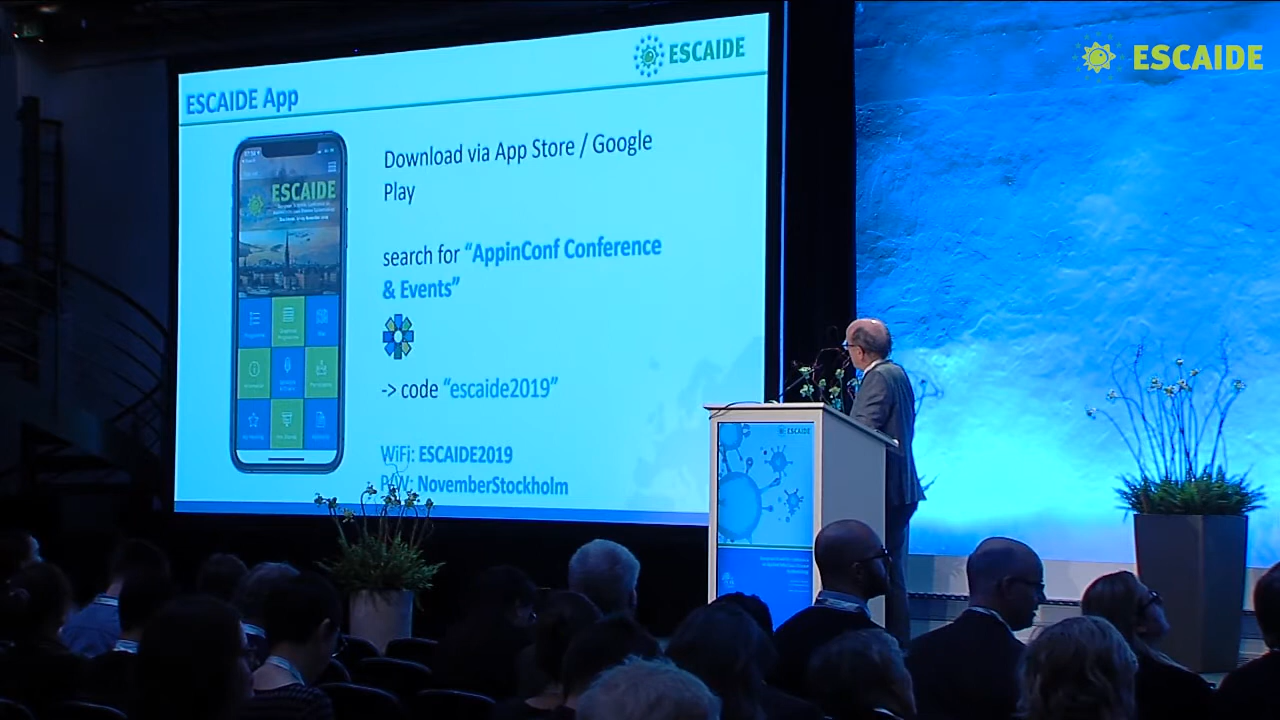 ESCAIDE
ESCAIDE
ESCAIDE App
Download via App Store / Google
Play
ESCAIDE
search for “AppinConf Conference
& Events”
-> code “escaide2019”
WiFi: ESCAIDE2019
P/W: NovemberStockholm
ESCAIDE